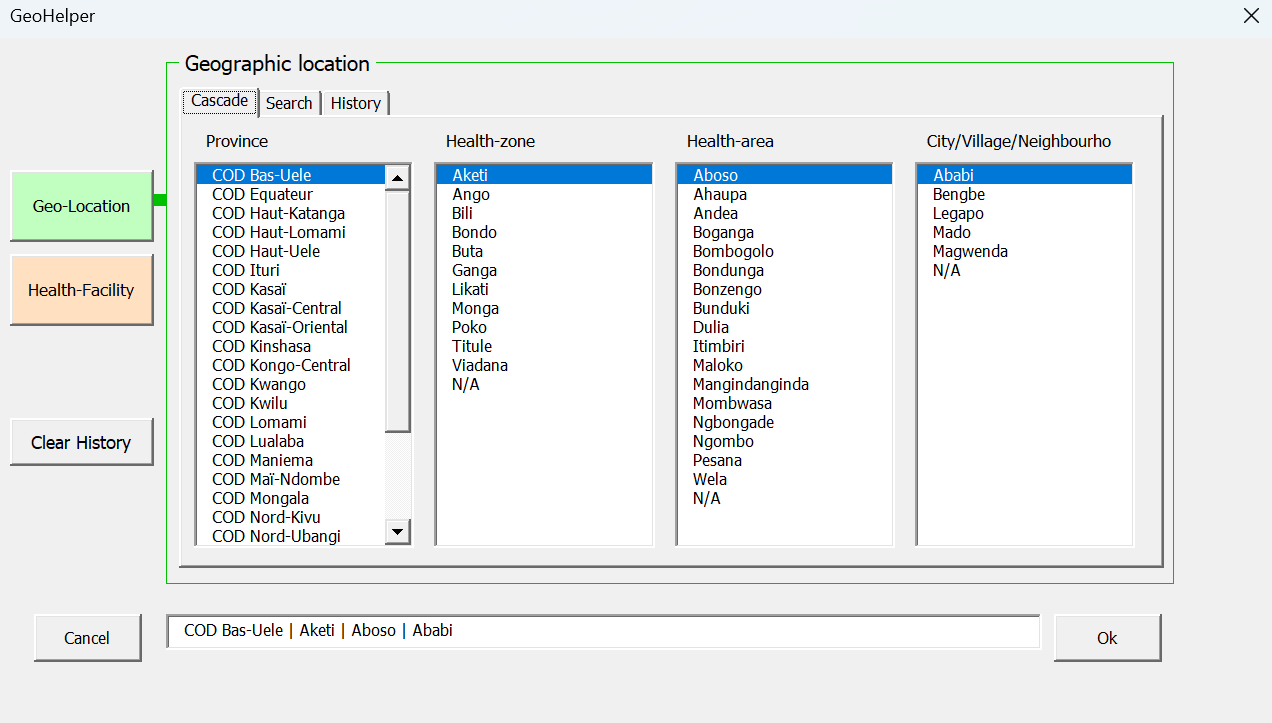 GeoHelper
Geographic location
Cascade
Search
History
Province
COD Bas-Uele
COD Equateur
COD Haut-Katanga
COD Haut-Lomami
COD Haut-Uele
COD Ituri
COD Kasaï
COD Kasaï-Central
COD Kasaï-Oriental
COD Kinshasa
COD Kongo-Central
COD Kwango
COD Kwilu
COD Lomami
COD Lualaba
COD Maniema
COD Maï-Ndombe
COD Mongala
COD Nord-Kivu
COD Nord-Ubangi
Health-zone
Aketi
Ango
Bili
Bondo
Buta
Ganga
Likati
Monga
Poko
Titule
Viadana
N/A
Health-area
Aboso
Ahaupa
Andea
Boganga
Bombogolo
Bondunga
Bonzengo
Bunduki
Dulia
Itimbiri
Maloko
Mangindanginda
Mombwasa
Ngbongade
Ngombo
Pesana
Wela
N/A
City/Village/Neighbourho
Ababi
Bengbe
Legapo
Mado
Magwenda
N/A
Geo-Location
Health-Facility
Clear History
Cancel
COD Bas-Uele | Aketi | Aboso | Ababi
Ok